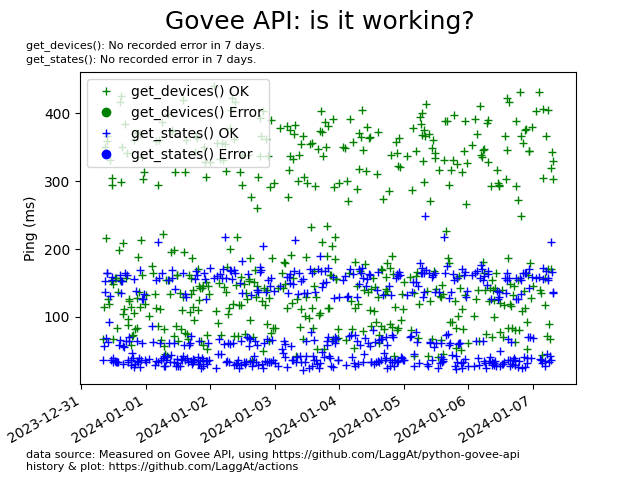 Govee API: is it working?
get_devices(): No recorded error in 7 days.
get_states(): No recorded error in 7 days.
get_devices() OK
get_devices() Error
get_states() OK
get_states() Error
400
300
200
100
Ping (ms)
2023-12-31
2024-01-01
2024-01-02
2024-01-03
2024-01-04
2024-01-05
2024-01-06
2024-01-07
data source: Measured on Govee API, using https://github.com/LaggAt/python-govee-api
history & plot: https://github.com/LaggAt/actions